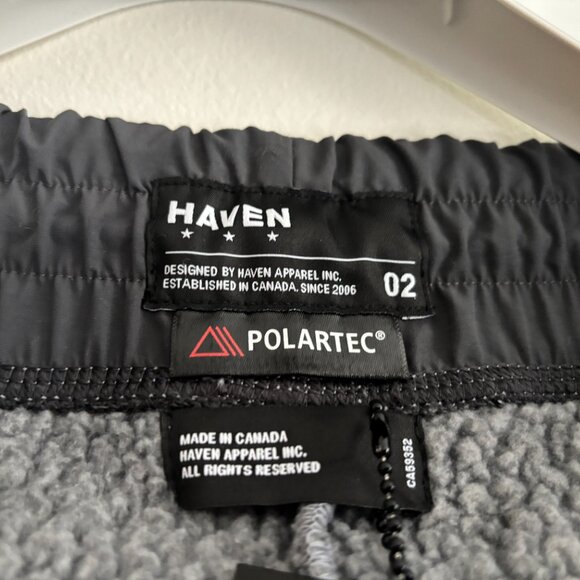 HAVEN
DESIGNED BY HAVEN APPAREL INC.
ESTABLISHED IN CANADA. SINCE 2006
02
POLARTEC®
MADE IN CANADA
HAVEN APPAREL INC.
ALL RIGHTS RESERVED
CA59352